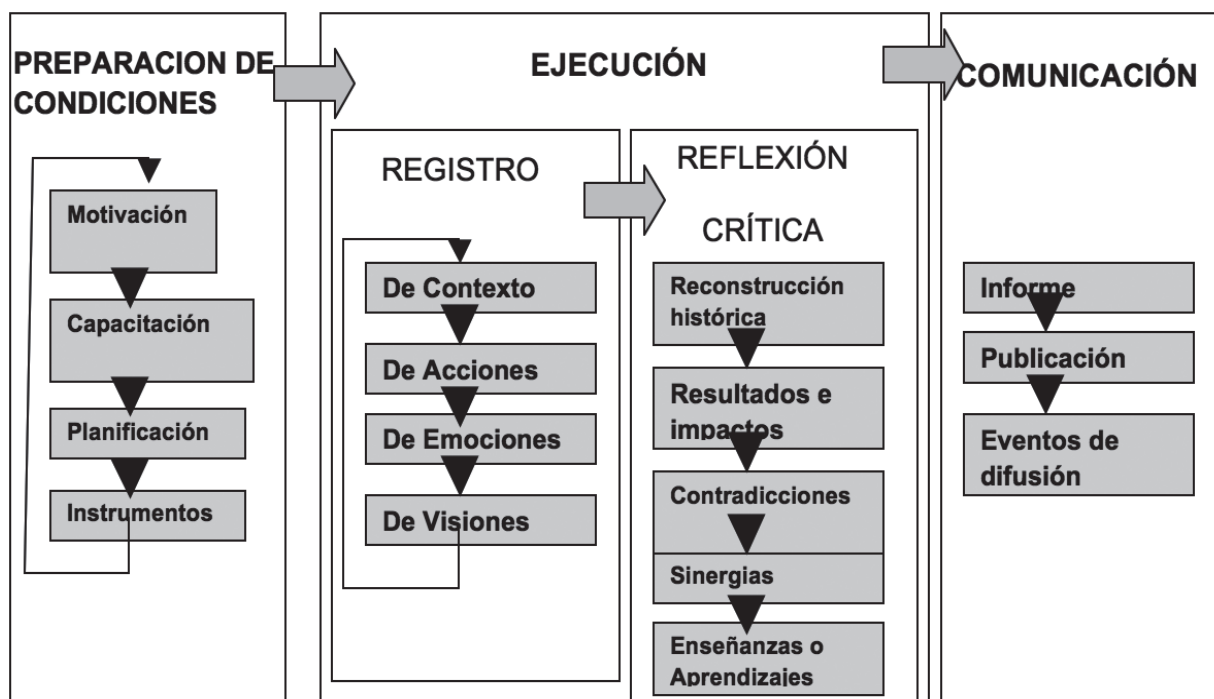 PREPARACION DE
CONDICIONES
Motivación
Capacitación
Planificación
Instrumentos
EJECUCIÓN
REGISTRO
De Contexto
De Acciones
De Emociones
De Visiones
REFLEXIÓN
CRÍTICA
Reconstrucción
histórica
Resultados e
impactos
Contradicciones
Sinergias
Enseñanzas o
Aprendizajes
COMUNICACIÓN
Informe
Publicación
Eventos de
difusión